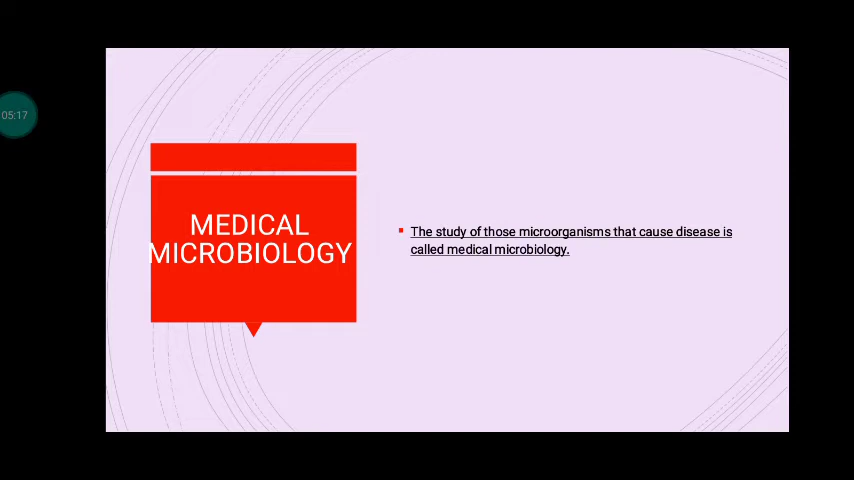 05:17
MEDICAL
MICROBIOLOGY
The study of those microorganisms that cause disease is
called medical microbiology.